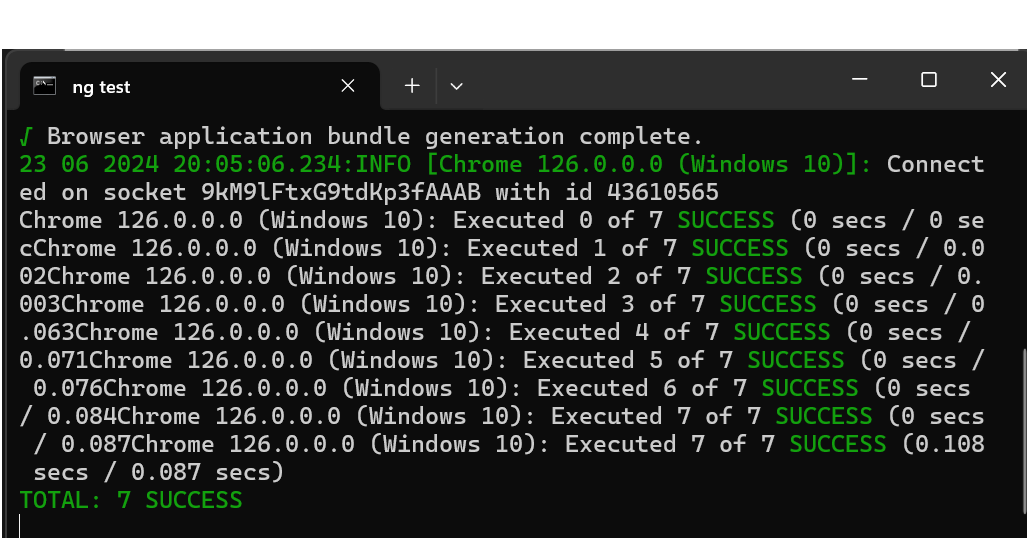 ng test
√ Browser application bundle generation complete.
23 06 2024 20:05:06.234:INFO [Chrome 126.0.0.0 (Windows 10)]: Connect
ed on socket 9kM9lFtxG9tdKp3fAAAB with id 43610565
Chrome 126.0.0.0 (Windows 10): Executed 0 of 7 SUCCESS (0 secs / 0 se
cChrome 126.0.0.0 (Windows 10): Executed 1 of 7 SUCCESS (0 secs / 0.0
02Chrome 126.0.0.0 (Windows 10): Executed 2 of 7 SUCCESS (0 secs / 0.
003Chrome 126.0.0.0 (Windows 10): Executed 3 of 7 SUCCESS (0 secs / 0
.063Chrome 126.0.0.0 (Windows 10): Executed 4 of 7 SUCCESS (0 secs /
0.071Chrome 126.0.0.0 (Windows 10): Executed 5 of 7 SUCCESS (0 secs /
 0.076Chrome 126.0.0.0 (Windows 10): Executed 6 of 7 SUCCESS (0 secs
/ 0.084Chrome 126.0.0.0 (Windows 10): Executed 7 of 7 SUCCESS (0 secs
 / 0.087Chrome 126.0.0.0 (Windows 10): Executed 7 of 7 SUCCESS (0.108
 secs / 0.087 secs)
TOTAL: 7 SUCCESS